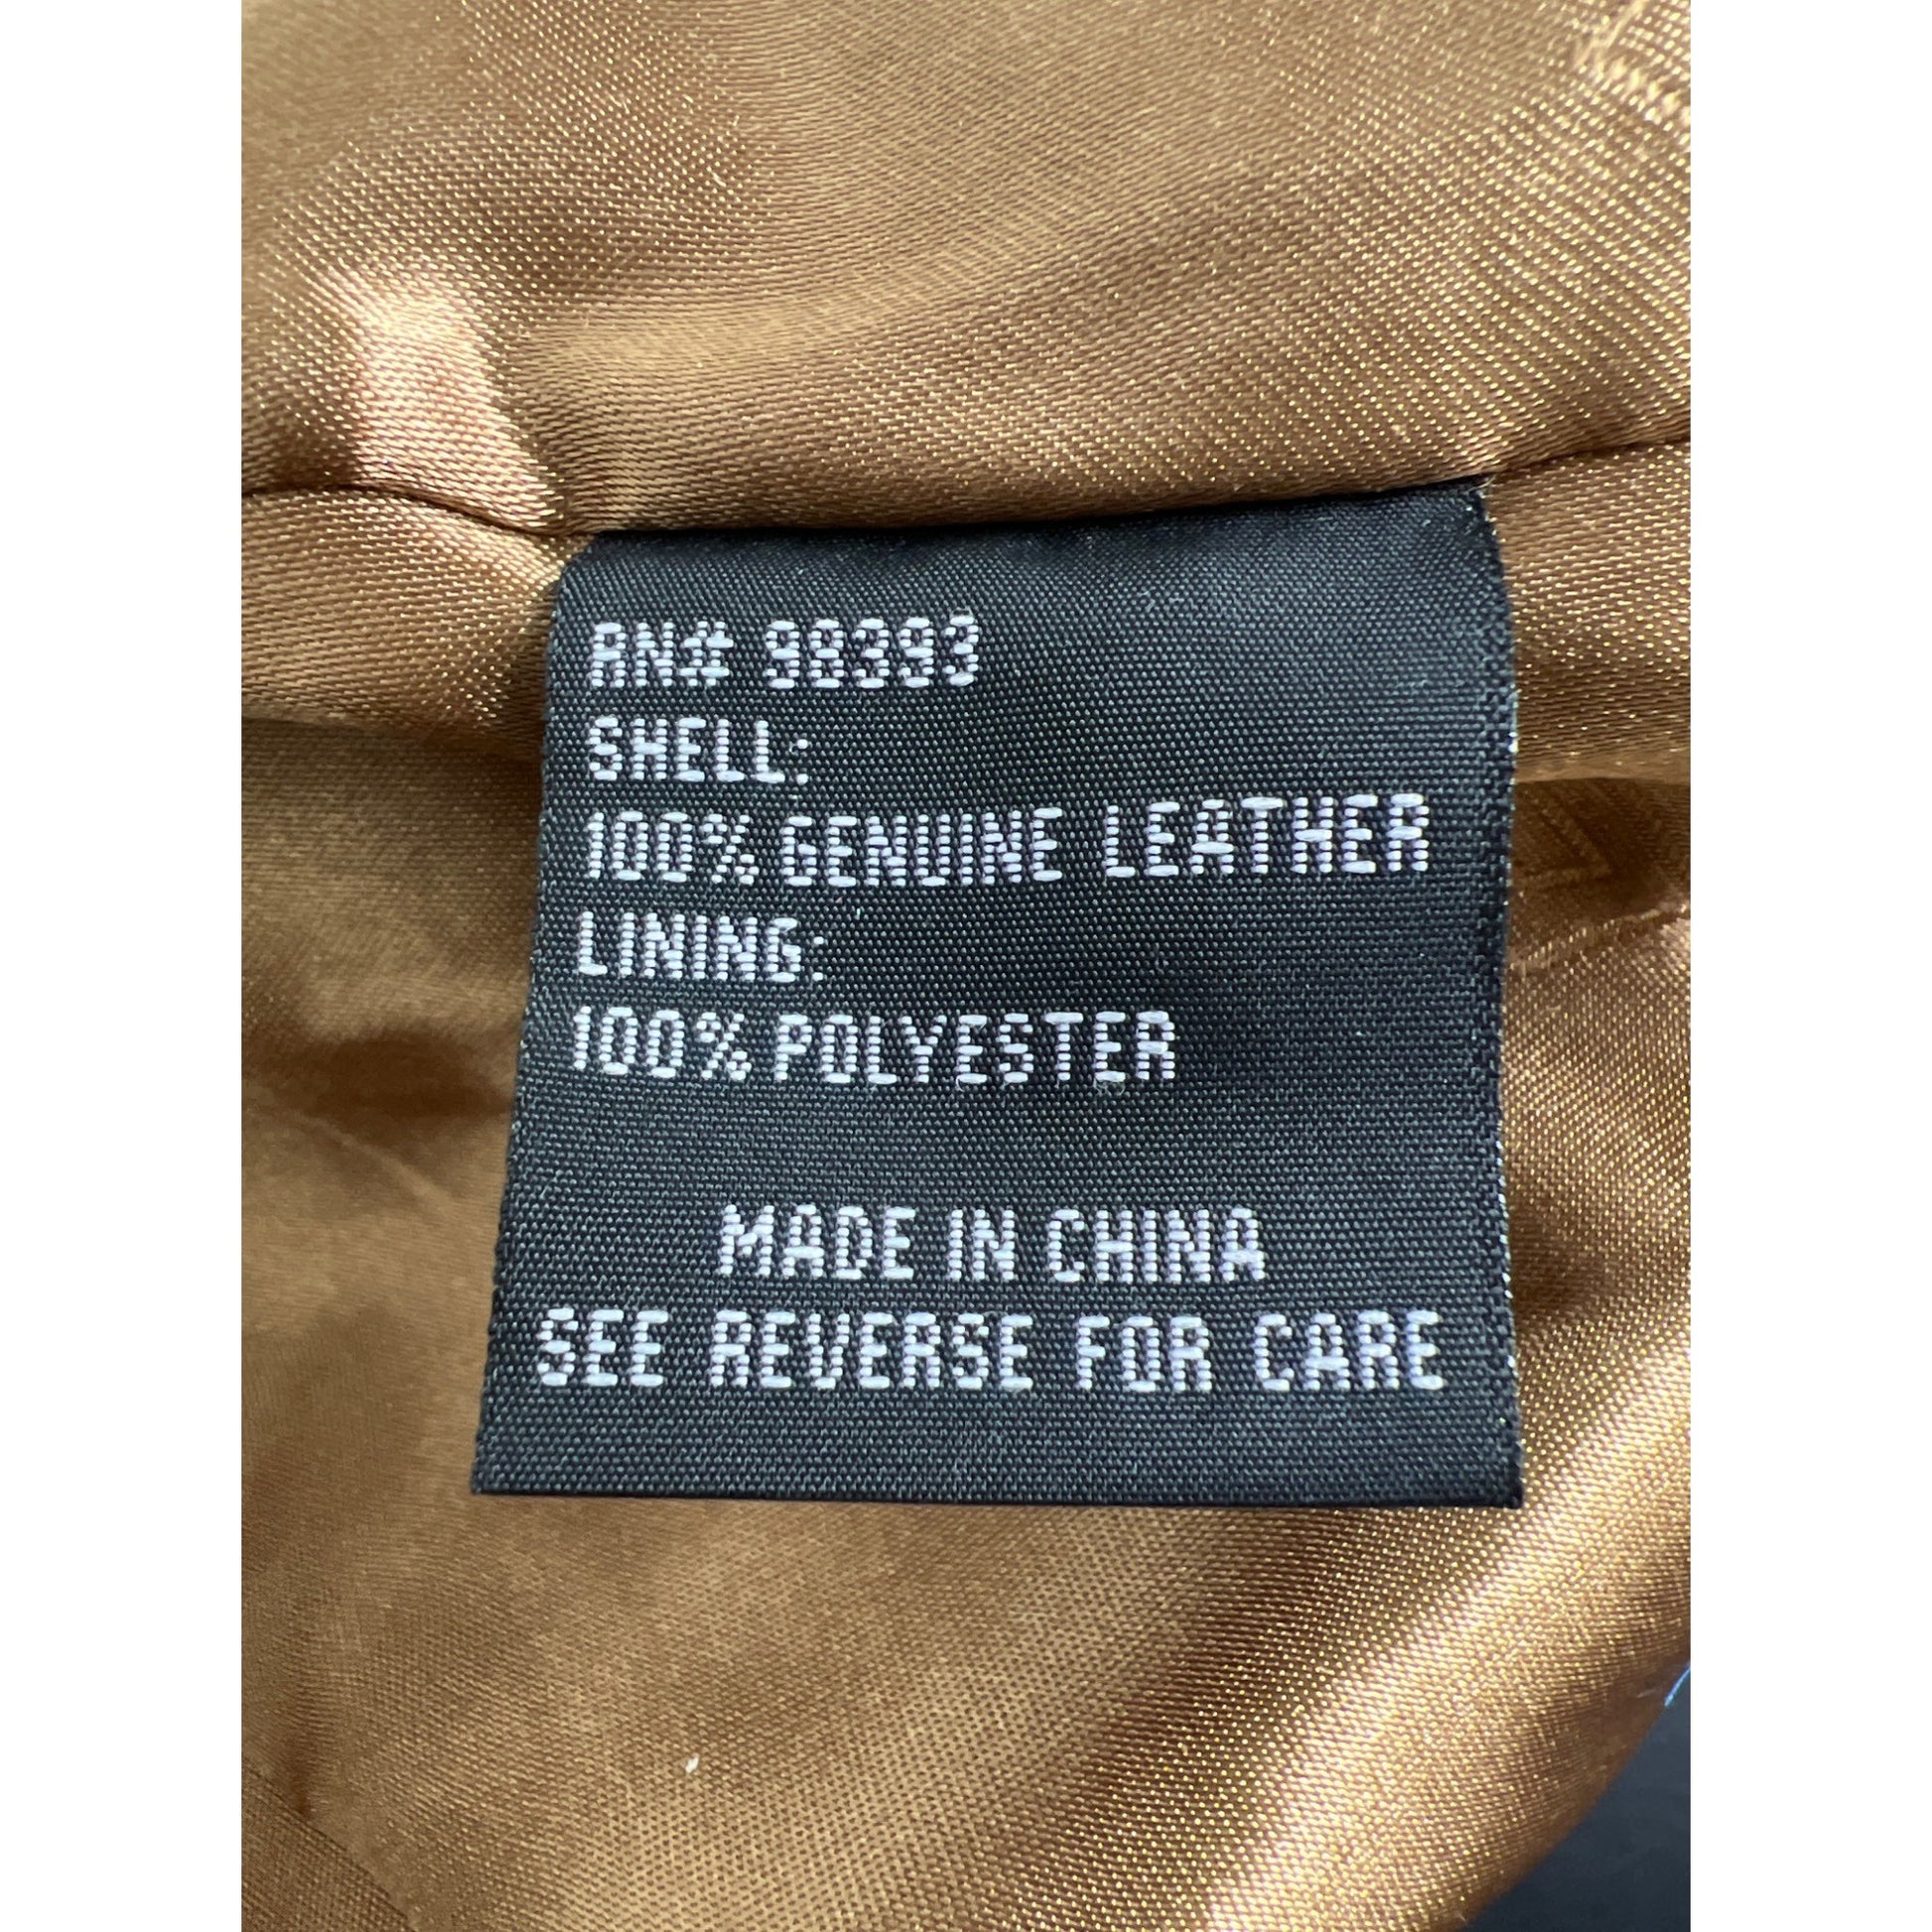 RN# 98393
SHELL:
100% GENUINE LEATHER
LINING:
100% POLYESTER
MADE IN CHINA
SEE REVERSE FOR CARE